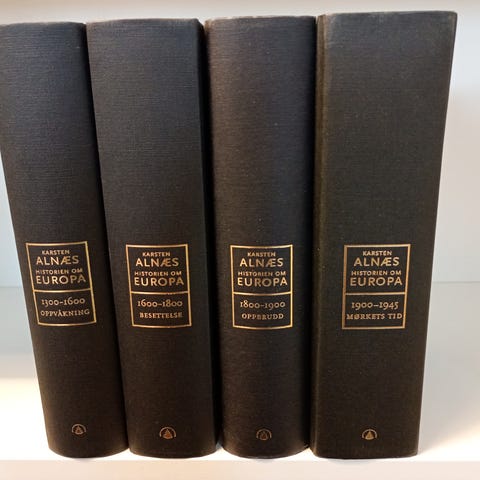 KARSTEN
ALNÆS
HISTORIEN OM
EUROPA
1300–1600
OPPVÅKNING
KARSTEN
ALNÆS
HISTORIEN OM
EUROPA
1600–1800
BESETTELSE
KARSTEN
ALNÆS
HISTORIEN OM
EUROPA
1800–1900
OPPBRUDD
KARSTEN
ALNÆS
HISTORIEN OM
EUROPA
1900–1945
MØRKETS TID